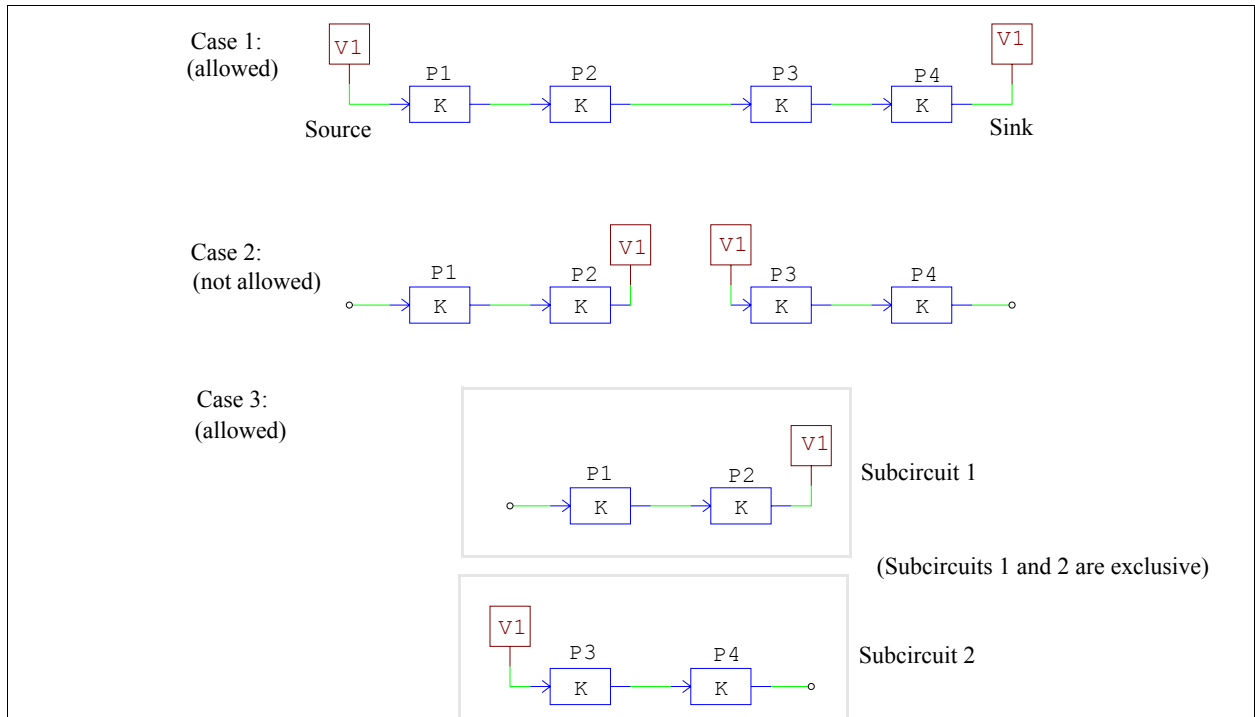 Case 1:
(allowed)
V1
V1
P1
P2
P3
P4
K
K
K
K
Source
Sink
Case 2:
(not allowed)
V1
V1
P1
P2
P3
P4
K
K
K
K
Case 3:
(allowed)
V1
P1
P2
K
K
Subcircuit 1
(Subcircuits 1 and 2 are exclusive)
V1
P3
P4
K
K
Subcircuit 2